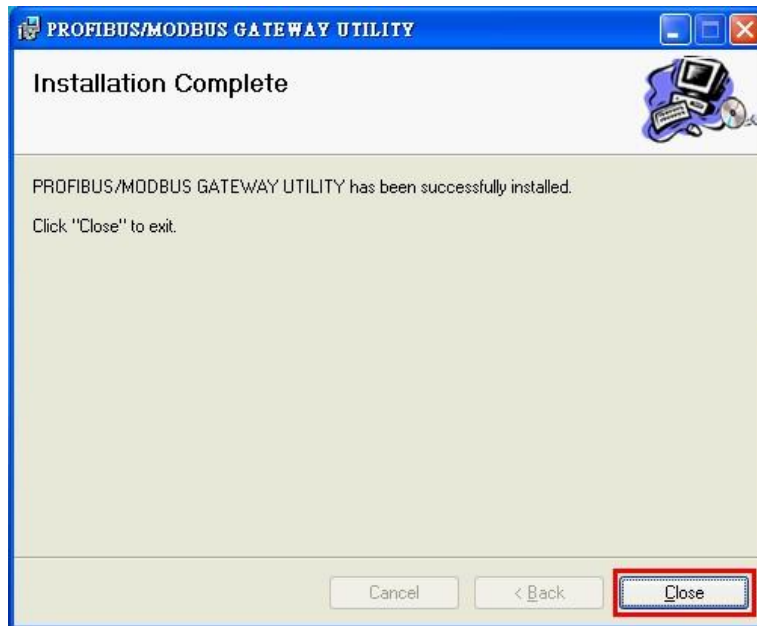 PROFIBUS/MODBUS GATEWAY UTILITY
Installation Complete
PROFIBUS/MODBUS GATEWAY UTILITY has been successfully installed.
Click "Close" to exit.
Cancel
< Back
Close